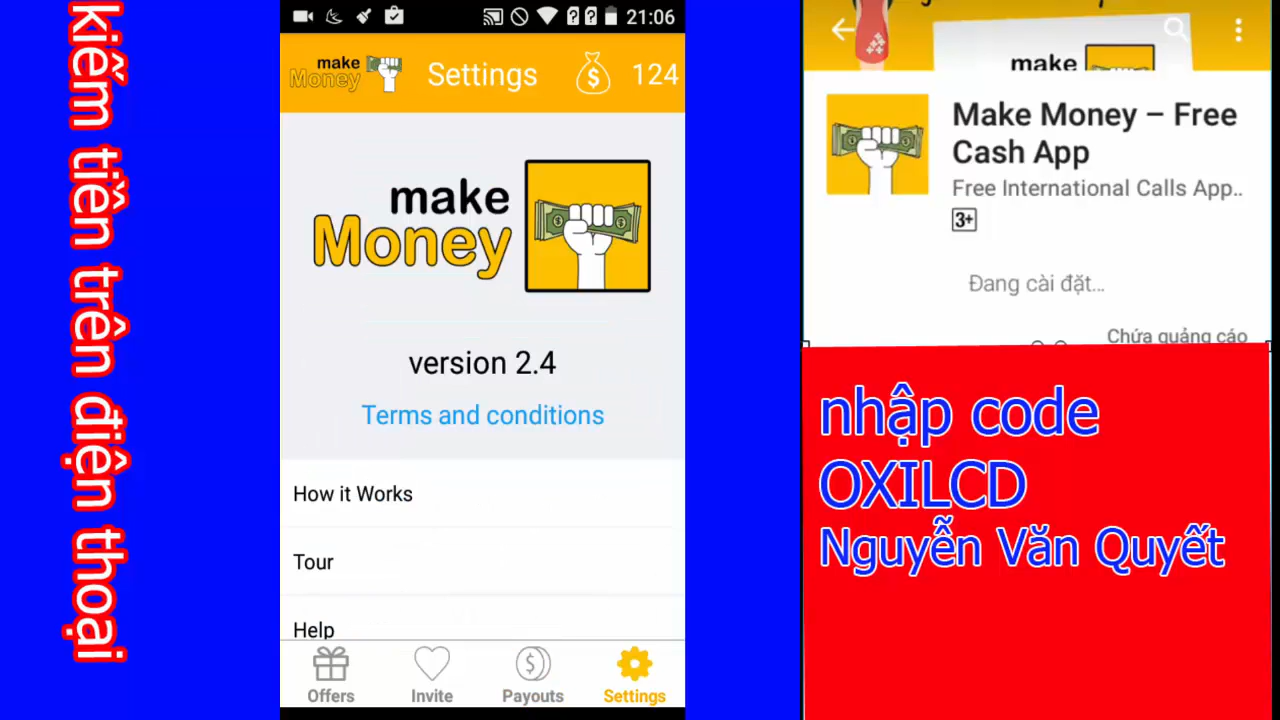 kiếm tiền trên điện thoại
21:06
make
Money
Settings
124
make
Money
version 2.4
Terms and conditions
How it Works
Tour
Help
Offers
Invite
Payouts
Settings
make
Make Money – Free
Cash App
Free International Calls App..
3+
Đang cài đặt...
Chứa quảng cáo
nhập code
OXILCD
Nguyễn Văn Quyết